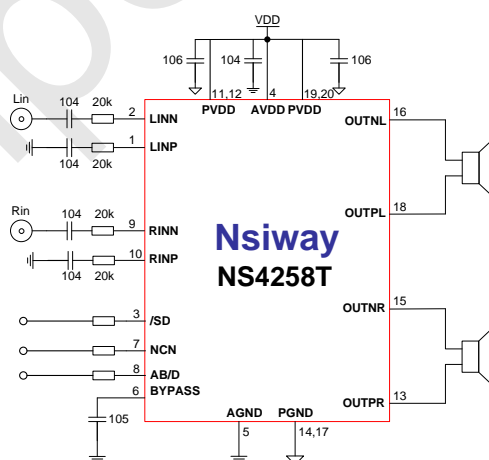 VDD
106
104
106
11,12
4
19,20
PVDD
AVDD
PVDD
Lin
104
20k
2
LINN
16
OUTNL
1
LINP
104
20k
18
OUTPL
Rin
104
20k
9
RINN
10
RINP
104
20k
Nsiway
NS4258T
15
OUTNR
3
/SD
7
NCN
8
AB/D
6
BYPASS
13
OUTPR
105
AGND
PGND
5
14,17